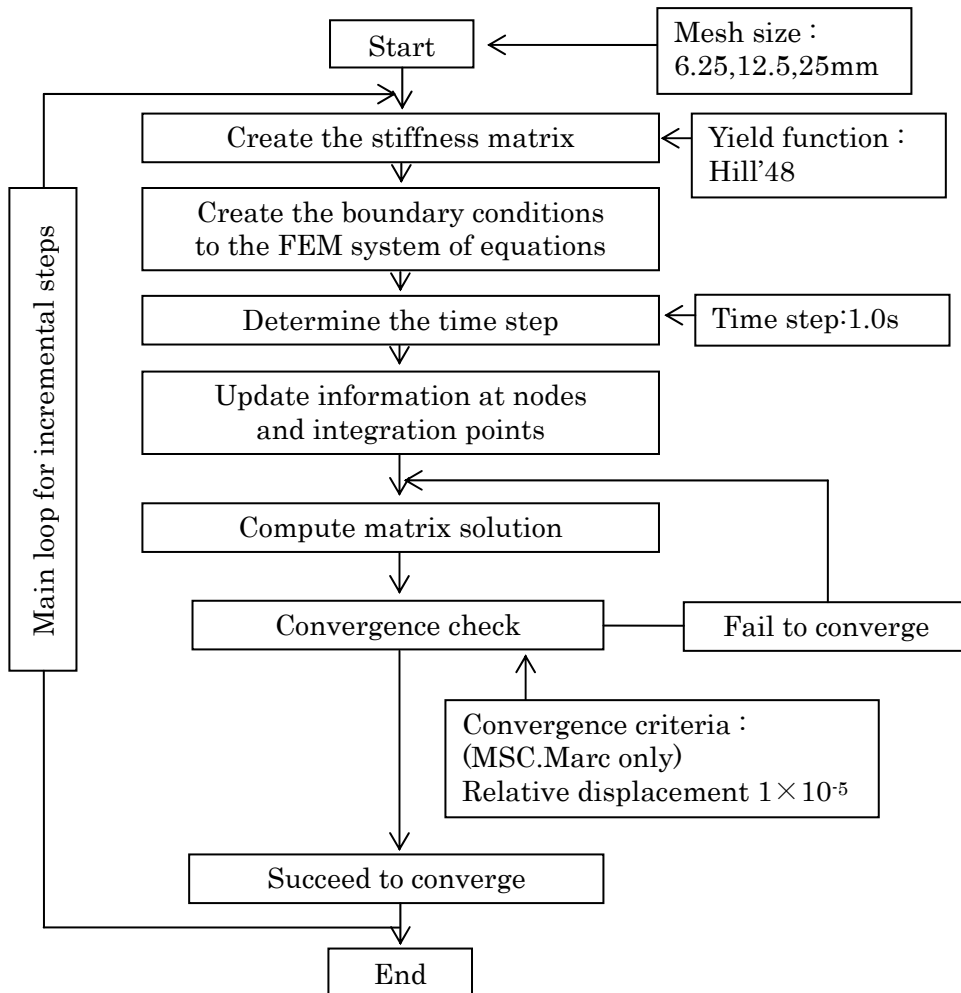 Start
Mesh size：
6.25,12.5,25mm
Create the stiffness matrix
Yield function：
Hill’48
Create the boundary conditions
to the FEM system of equations
Determine the time step
Time step:1.0s
Update information at nodes
and integration points
Main loop for incremental steps
Compute matrix solution
Convergence check
Fail to converge
Convergence criteria：
(MSC.Marc only)
Relative displacement 1×10-5
Succeed to converge
End